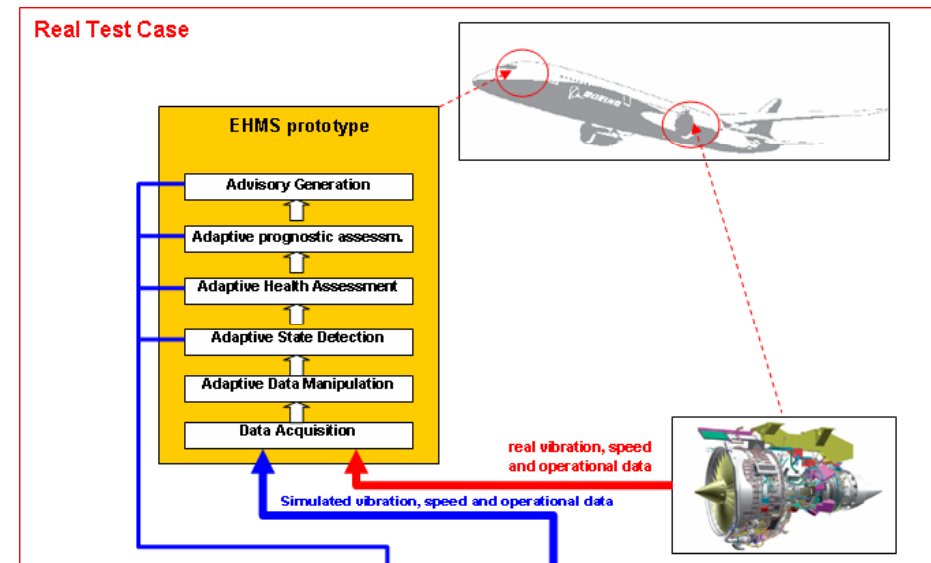 Real Test Case
BOEING
EHMS prototype
Advisory Generation
Adaptive prognostic assessm.
Adaptive Health Assessment
Adaptive State Detection
Adaptive Data Manipulation
Data Acquisition
real vibration, speed
and operational data
Simulated vibration, speed and operational data